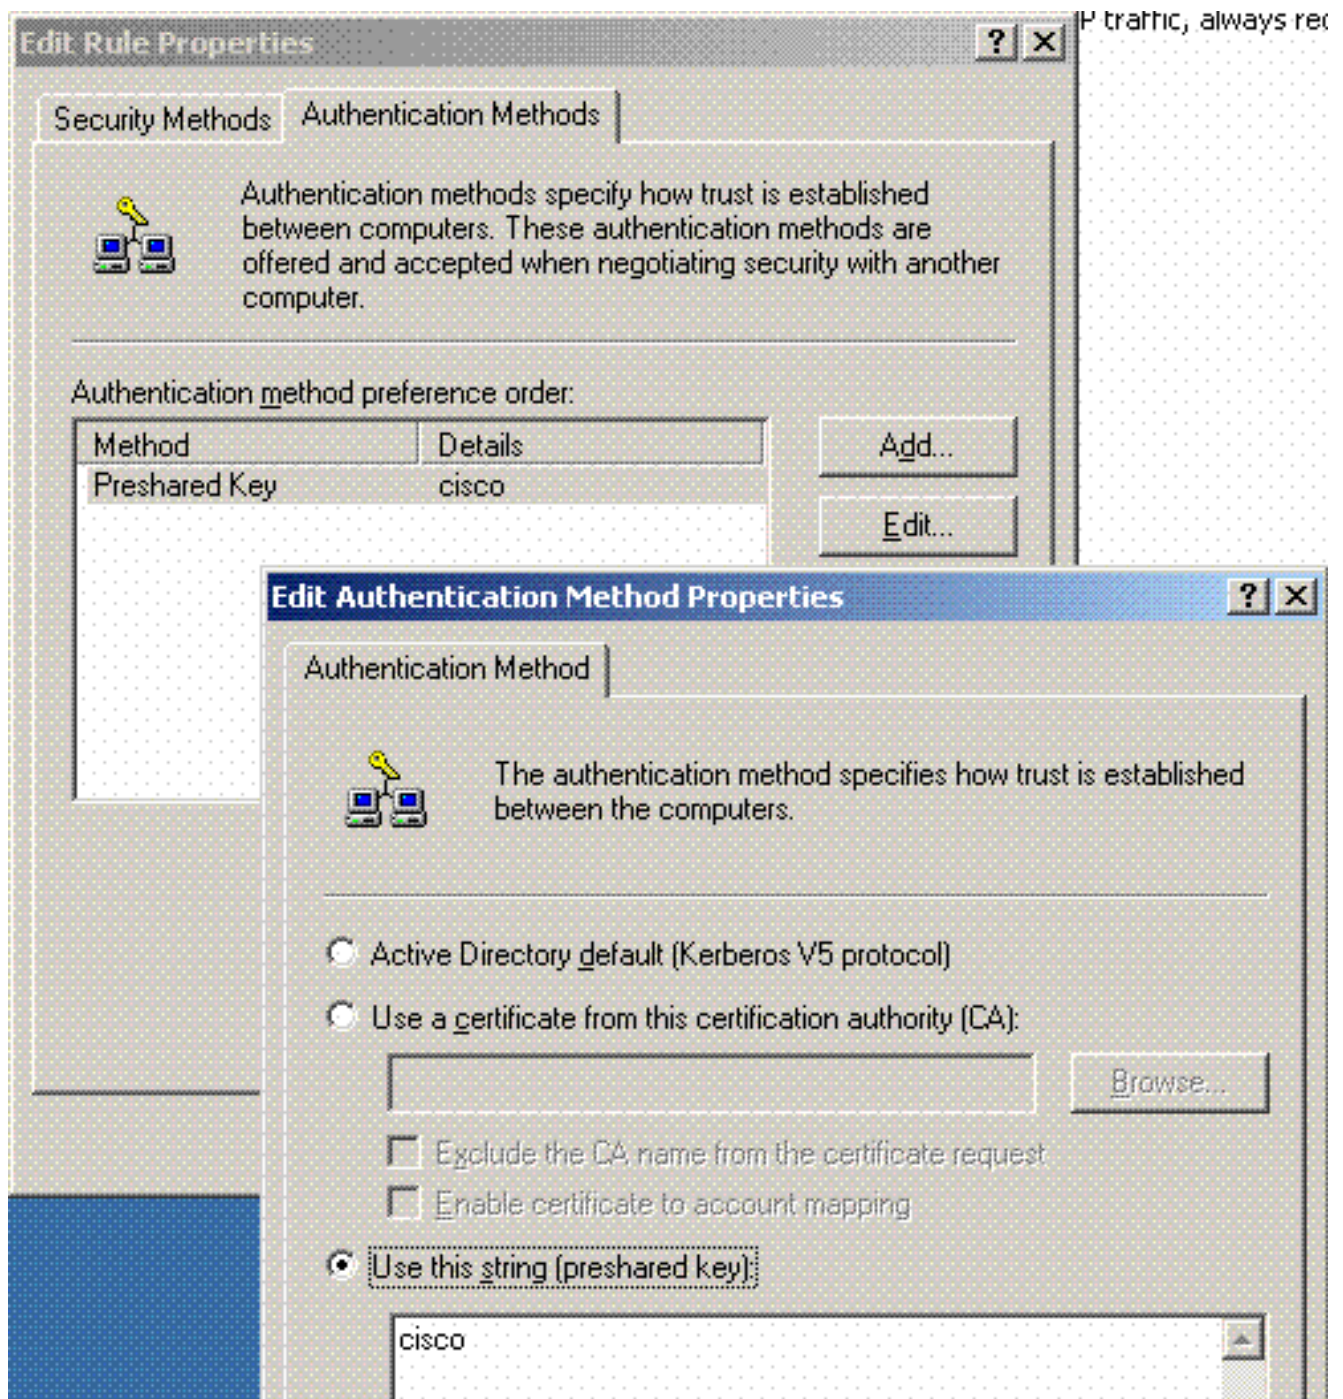 P traffic, always rec
Edit Rule Properties
Security Methods Authentication Methods
Authentication methods specify how trust is established
between computers. These authentication methods are
offered and accepted when negotiating security with another
computer.
Authentication method preference order:
Method Details
Preshared Key cisco
Add...
Edit...
Edit Authentication Method Properties
Authentication Method
The authentication method specifies how trust is established
between the computers.
Active Directory default (Kerberos V5 protocol)
Use a certificate from this certification authority (CA):
Browse...
Exclude the CA name from the certificate request
Enable certificate to account mapping
Use this string (preshared key):
cisco